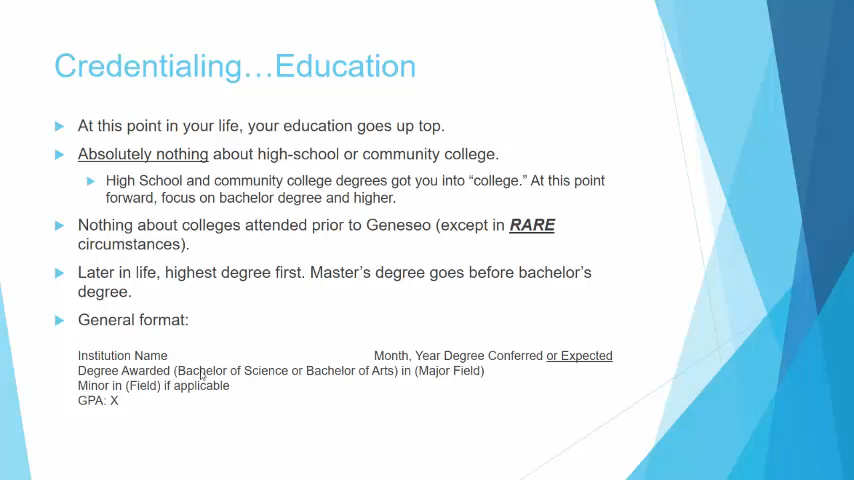 Credentialing…Education
At this point in your life, your education goes up top.
Absolutely nothing about high-school or community college.
High School and community college degrees got you into “college.” At this point
forward, focus on bachelor degree and higher.
Nothing about colleges attended prior to Geneseo (except in RARE
circumstances).
Later in life, highest degree first. Master’s degree goes before bachelor’s
degree.
General format:
Institution Name Month, Year Degree Conferred or Expected
Degree Awarded (Bachelor of Science or Bachelor of Arts) in (Major Field)
Minor in (Field) if applicable
GPA: X